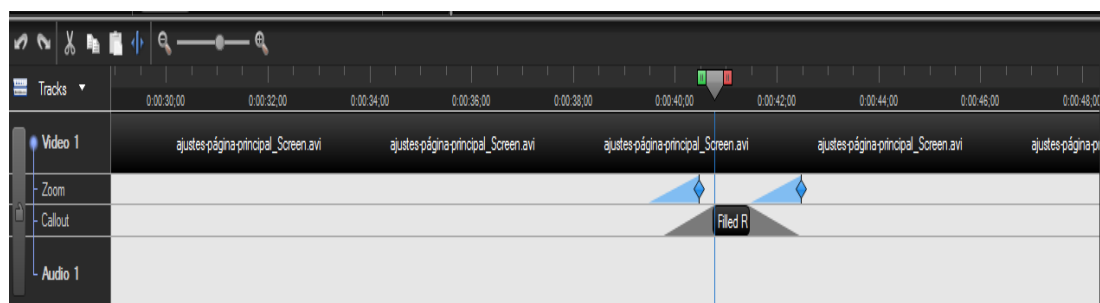 Tracks
0:00:30;00 0:00:32;00 0:00:34;00 0:00:36;00 0:00:38;00 0:00:40;00 0:00:42;00 0:00:44;00 0:00:46;00 0:00:48;00
Video 1 ajustes-página-principal_Screen.avi ajustes-página-principal_Screen.avi ajustes-página-principal_Screen.avi ajustes-página-principal_Screen.avi ajustes-página-pr
Zoom
Callout Filled R
Audio 1